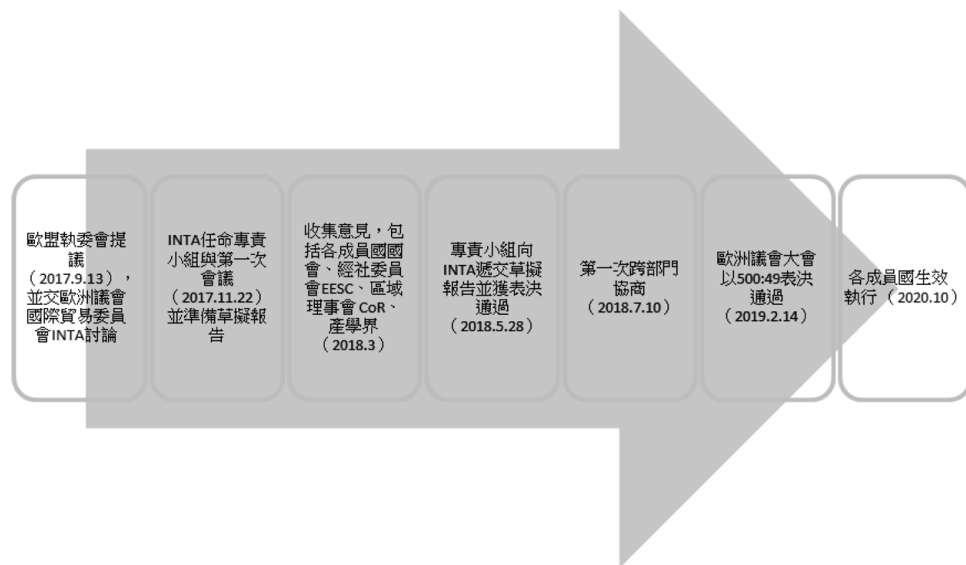 歐盟執委會提
議
（2017.9.13），
並交歐洲議會
國際貿易委員
會INTA討論
INTA任命專責
小組與第一次
會議
（2017.11.22）
並準備草擬報
告
收集意見，包
括各成員國國
會、經社委員
會EESC、區域
理事會 CoR、
產學界
（2018.3）
專責小組向
INTA遞交草擬
報告並獲表決
通過
（2018.5.28）
第一次跨部門
協商
（2018.7.10）
歐洲議會大會
以500:49表決
通過
（2019.2.14）
各成員國生效
執行（2020.10）